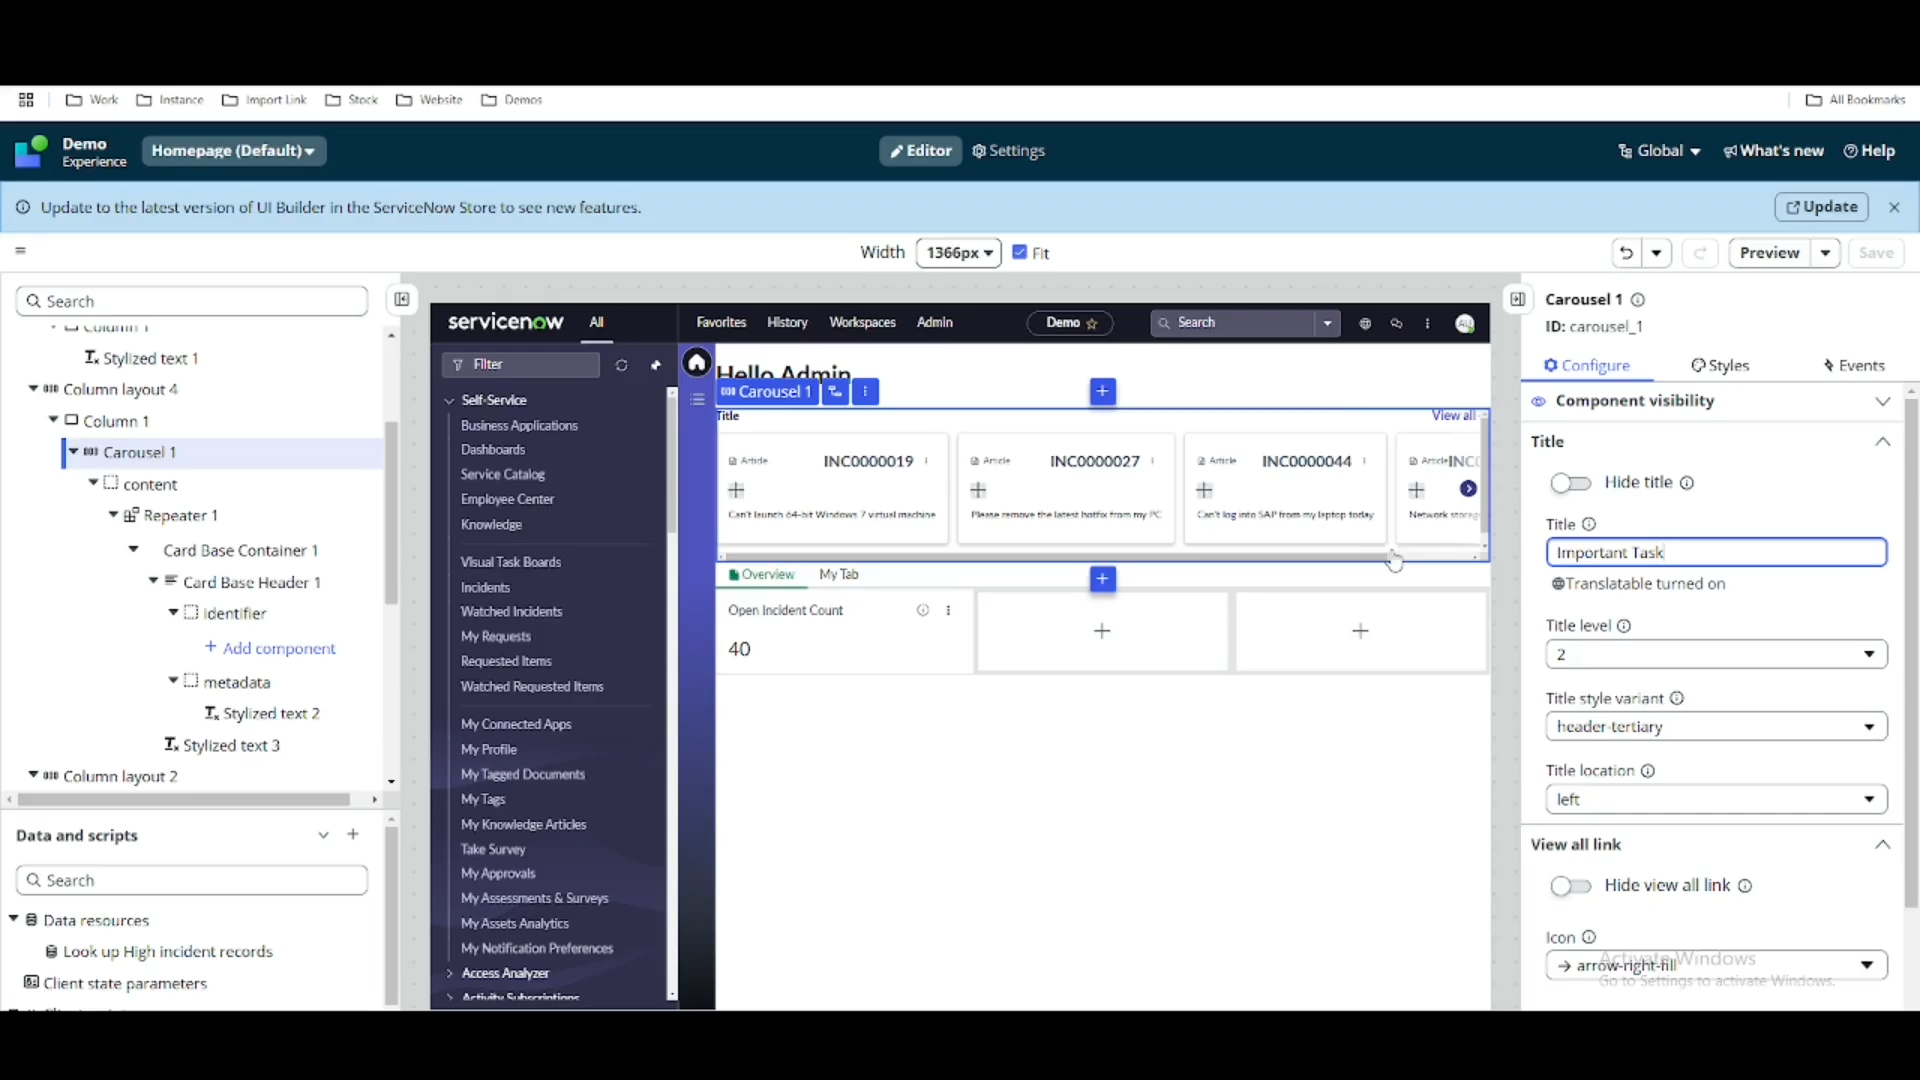 Work Instance Import Link Stock Website Demos All Bookmarks
Demo
Experience
Homepage (Default)
Editor Settings
Global What's new Help
Update to the latest version of UI Builder in the ServiceNow Store to see new features.
Update
Width 1366px Fit
Preview Save
Search
Column 1
Stylized text 1
Column layout 4
Column 1
Carousel 1
content
Repeater 1
Card Base Container 1
Card Base Header 1
identifier
+ Add component
metadata
Stylized text 2
Stylized text 3
Column layout 2
Data and scripts
Search
Data resources
Look up High incident records
Client state parameters
servicenow All Favorites History Workspaces Admin Demo Search
Filter
Self-Service
Business Applications
Dashboards
Service Catalog
Employee Center
Knowledge
Visual Task Boards
Incidents
Watched Incidents
My Requests
Requested Items
Watched Requested Items
My Connected Apps
My Profile
My Tagged Documents
My Tags
My Knowledge Articles
Take Survey
My Approvals
My Assessments & Surveys
My Assets Analytics
My Notification Preferences
Access Analyzer
Activity Subscriptions
Hello Admin
Carousel 1
Title View all
Article INC0000019
Can't launch 64-bit Windows 7 virtual machine
Article INC0000027
Please remove the latest hotfix from my PC
Article INC0000044
Can't log into SAP from my laptop today
Article INC0
Network storag
Overview My Tab
Open Incident Count
40
Carousel 1
ID: carousel_1
Configure Styles Events
Component visibility
Title
Hide title
Title
Important Task
Translatable turned on
Title level
2
Title style variant
header-tertiary
Title location
left
View all link
Hide view all link
Icon
arrow-right-fill
Activate Windows
Go to Settings to activate Windows.